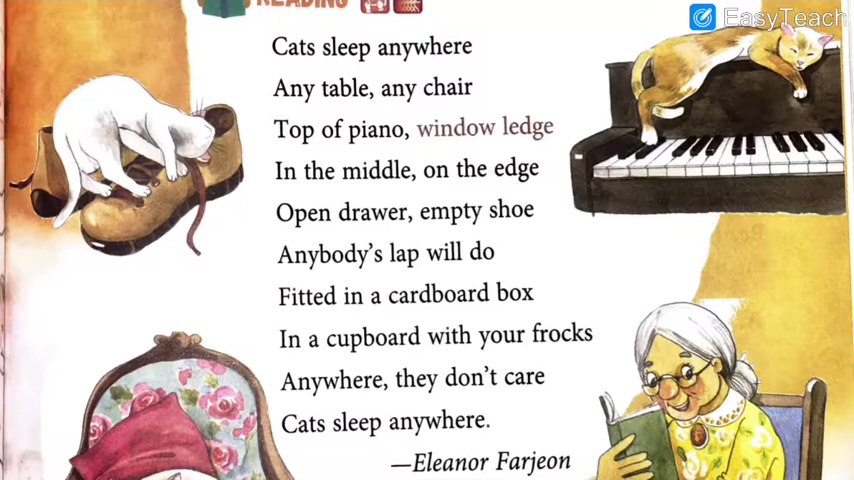 READING
EasyTeach
Cats sleep anywhere
Any table, any chair
Top of piano, window ledge
In the middle, on the edge
Open drawer, empty shoe
Anybody's lap will do
Fitted in a cardboard box
In a cupboard with your frocks
Anywhere, they don't care
Cats sleep anywhere.
—Eleanor Farjeon